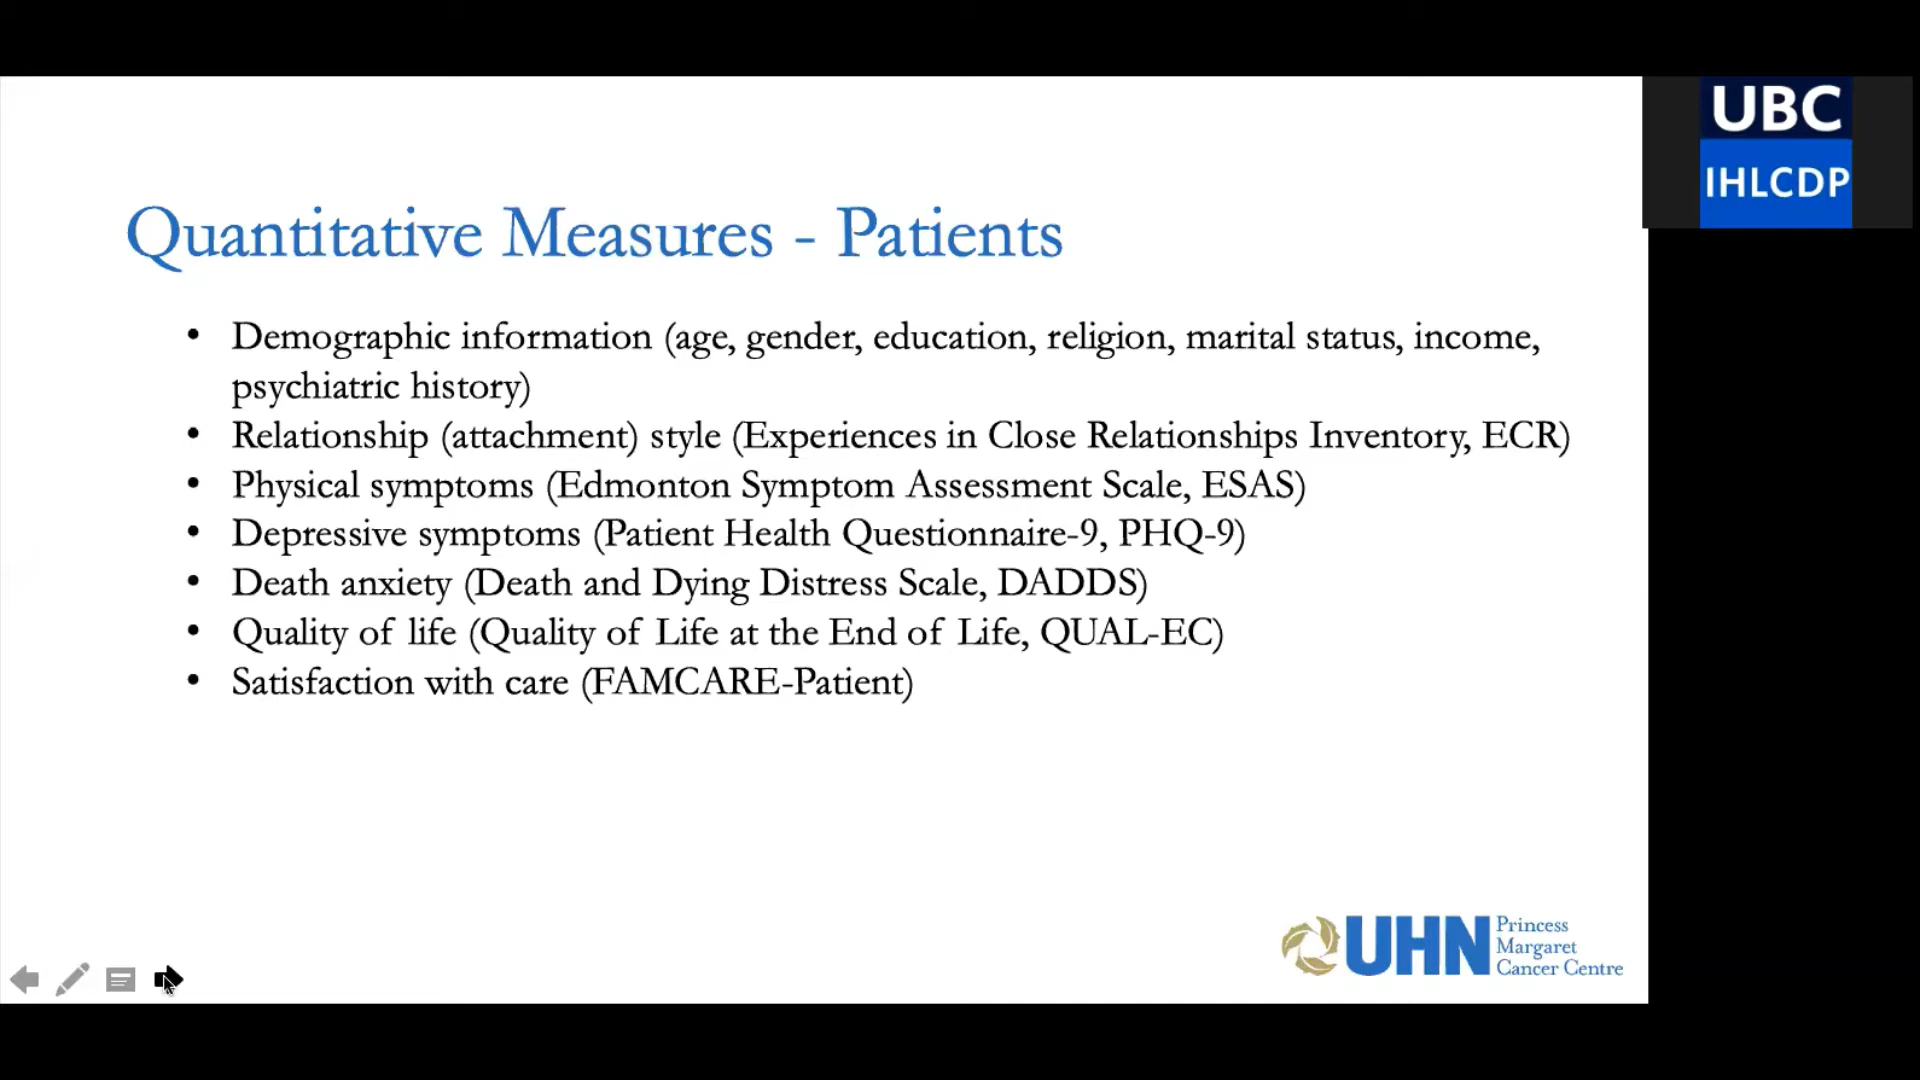 UBC
IHLCDP
Quantitative Measures - Patients
• Demographic information (age, gender, education, religion, marital status, income,
psychiatric history)
• Relationship (attachment) style (Experiences in Close Relationships Inventory, ECR)
• Physical symptoms (Edmonton Symptom Assessment Scale, ESAS)
• Depressive symptoms (Patient Health Questionnaire-9, PHQ-9)
• Death anxiety (Death and Dying Distress Scale, DADDS)
• Quality of life (Quality of Life at the End of Life, QUAL-EC)
• Satisfaction with care (FAMCARE-Patient)
UHN
Princess
Margaret
Cancer Centre